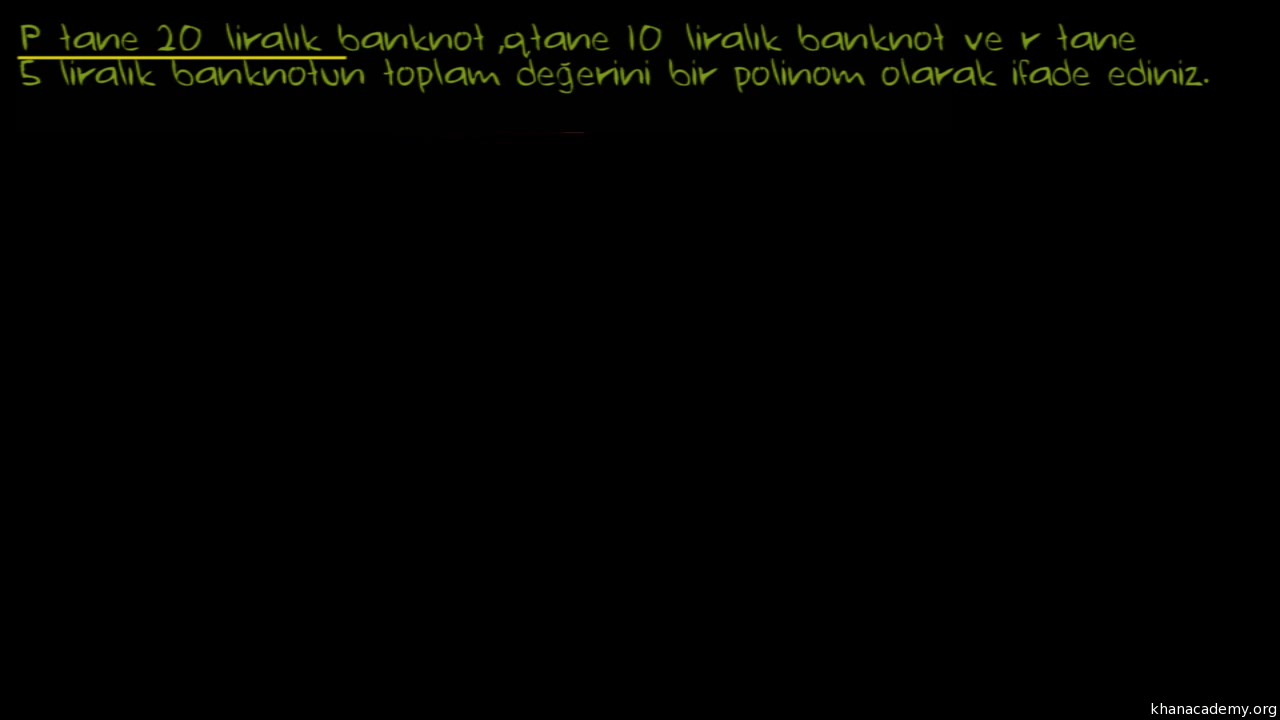 P tane 20 liralık banknot ,q tane 10 liralık banknot ve r tane
5 liralık banknotun toplam değerini bir polinom olarak ifade ediniz.
khanacademy.org